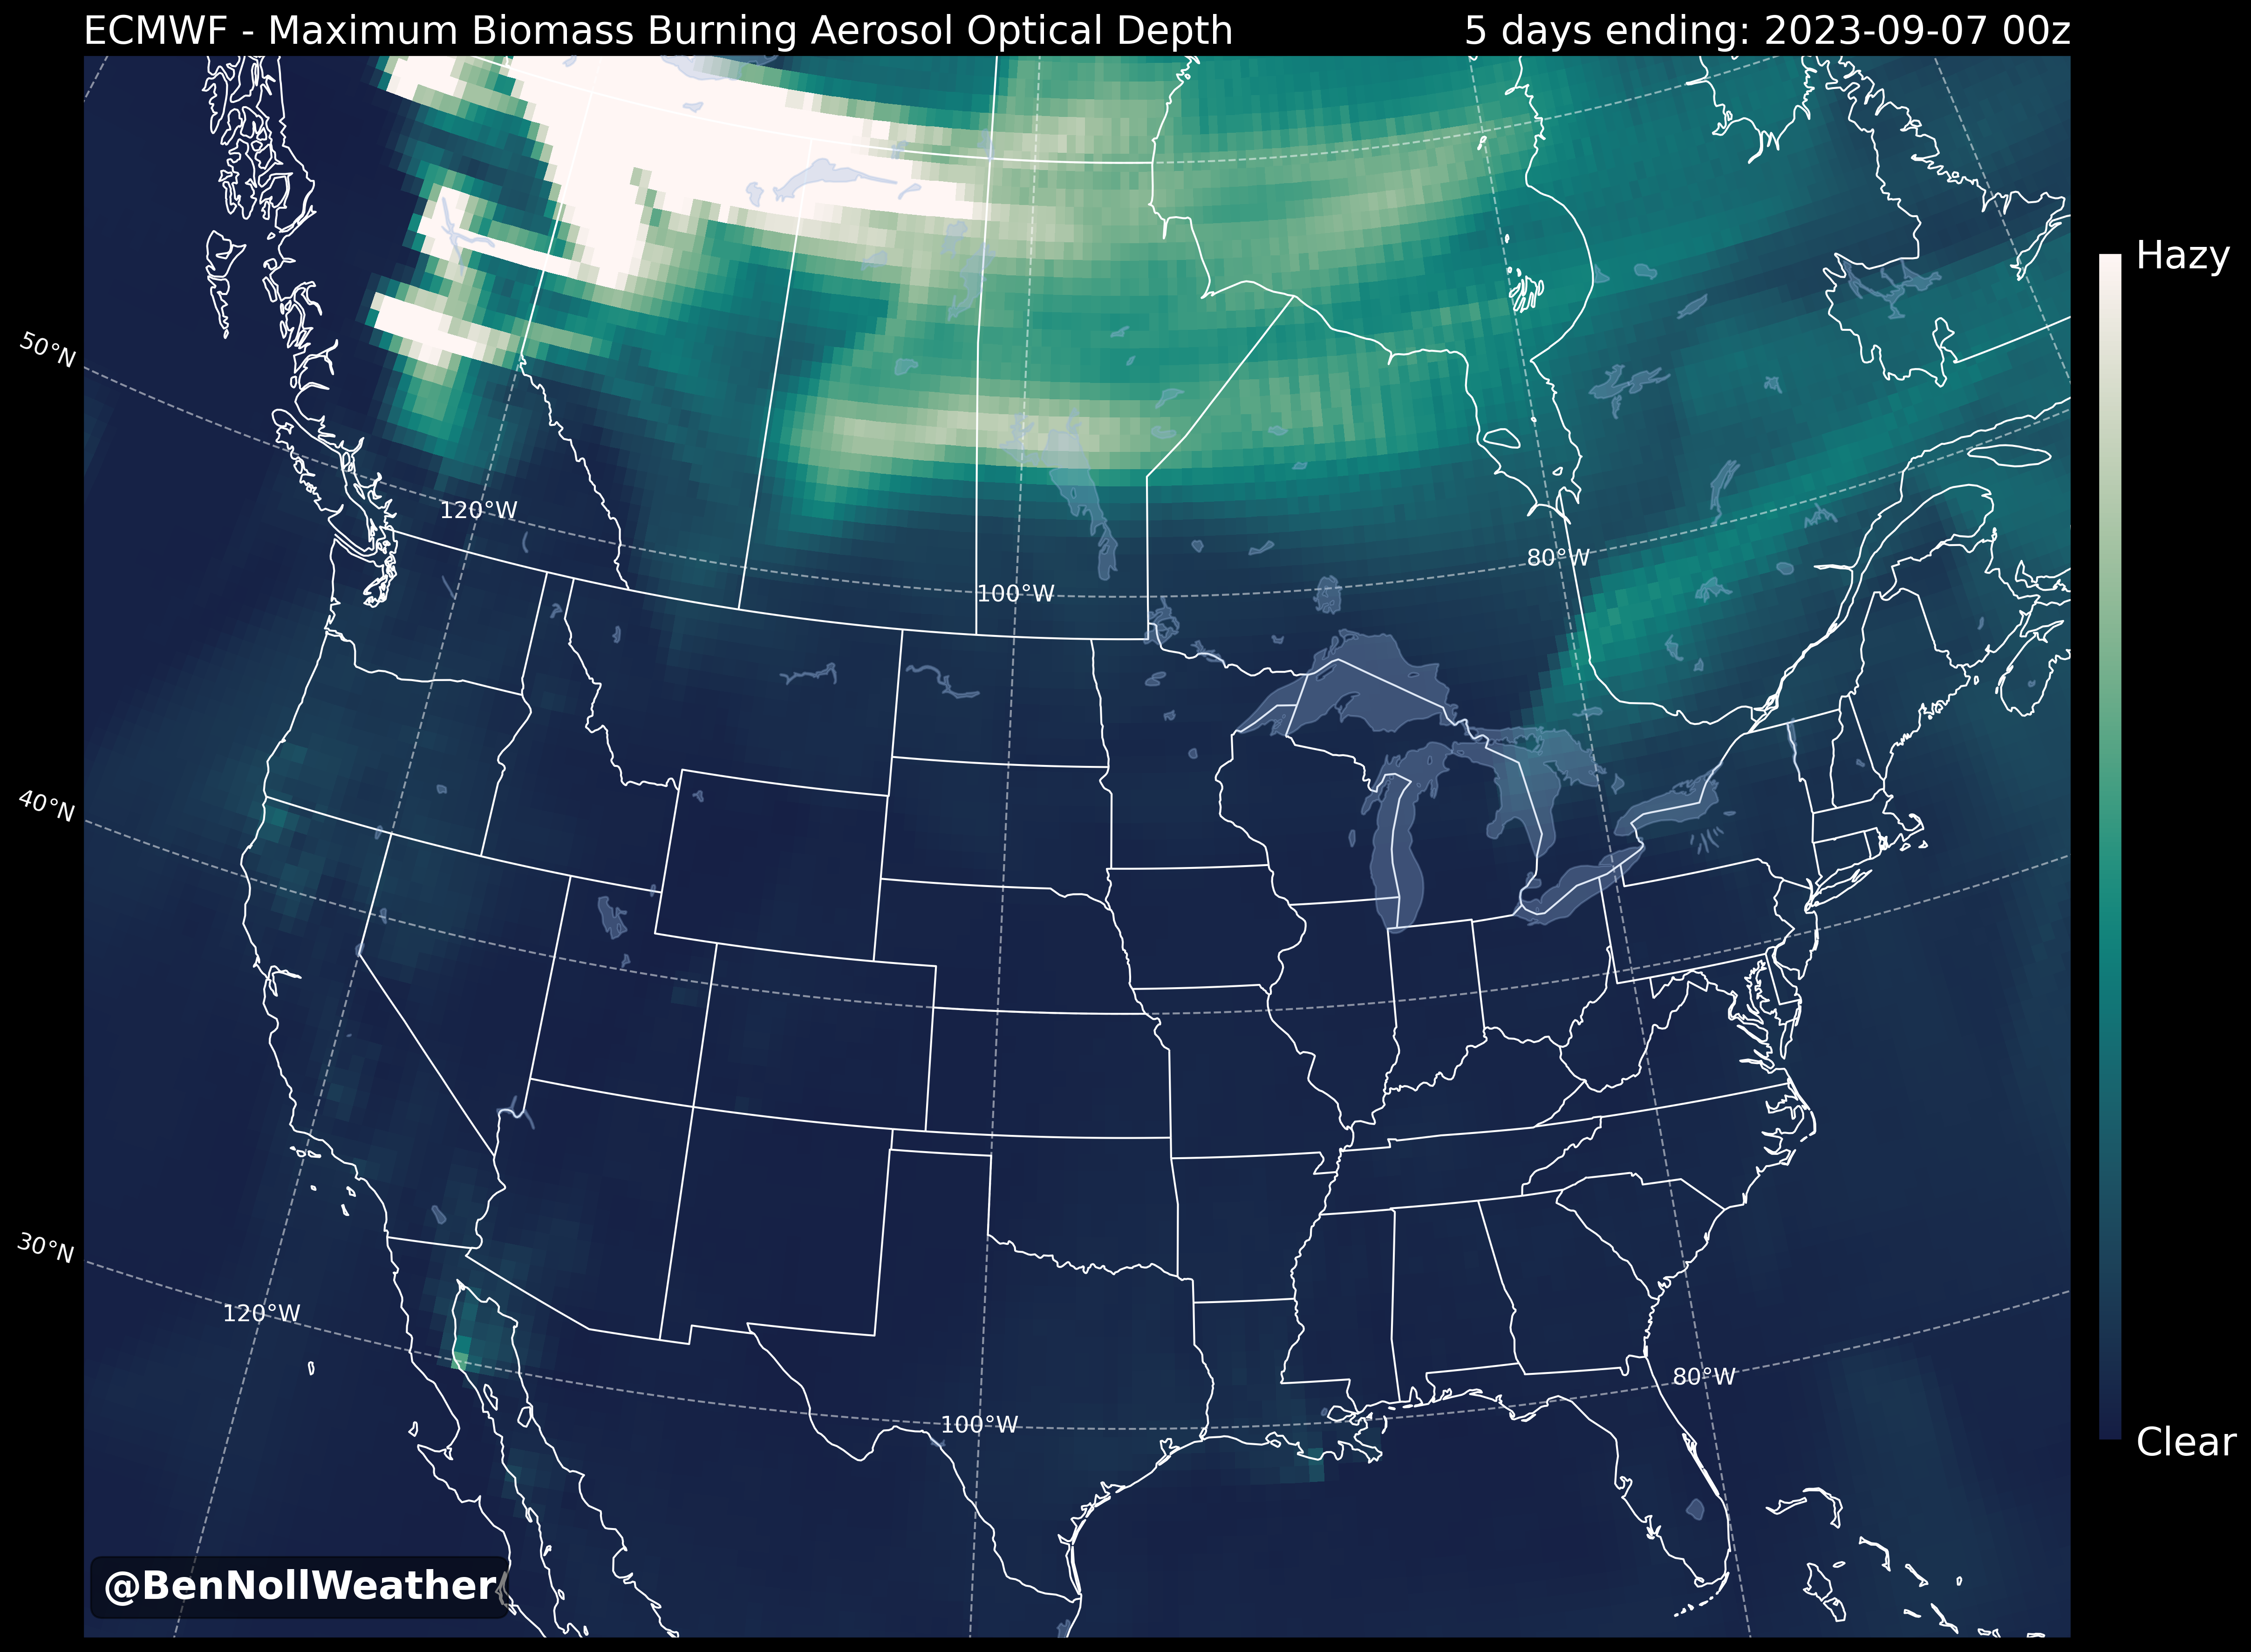 ECMWF - Maximum Biomass Burning Aerosol Optical Depth
5 days ending: 2023-09-07 00z
Hazy
50°N
120°W
80°W
100°W
40°N
30°N
120°W
80°W
100°W
Clear
@BenNollWeather